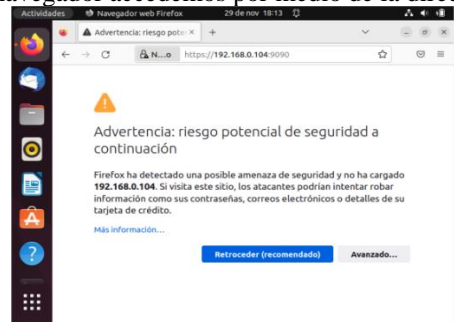 navegador accedemos por medio de la direc
Actividades Navegador web Firefox 29 de nov 18:13
Advertencia: riesgo poten
N...o https://192.168.0.104:9090
Advertencia: riesgo potencial de seguridad a
continuación
Firefox ha detectado una posible amenaza de seguridad y no ha cargado
192.168.0.104. Si visita este sitio, los atacantes podrían intentar robar
información como sus contraseñas, correos electrónicos o detalles de su
tarjeta de crédito.
Más información...
Retroceder (recomendado) Avanzado...